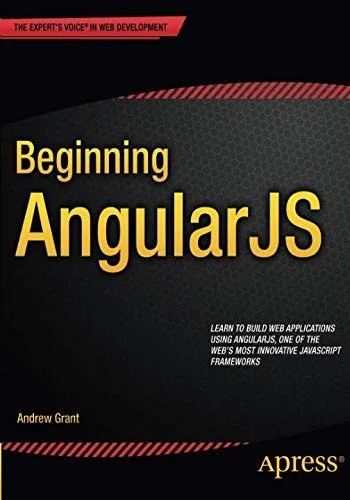 THE EXPERT'S VOICE® IN WEB DEVELOPMENT
Beginning
AngularJS
LEARN TO BUILD WEB APPLICATIONS
USING ANGULARJS, ONE OF THE
WEB'S MOST INNOVATIVE JAVASCRIPT
FRAMEWORKS
Andrew Grant
Apress®